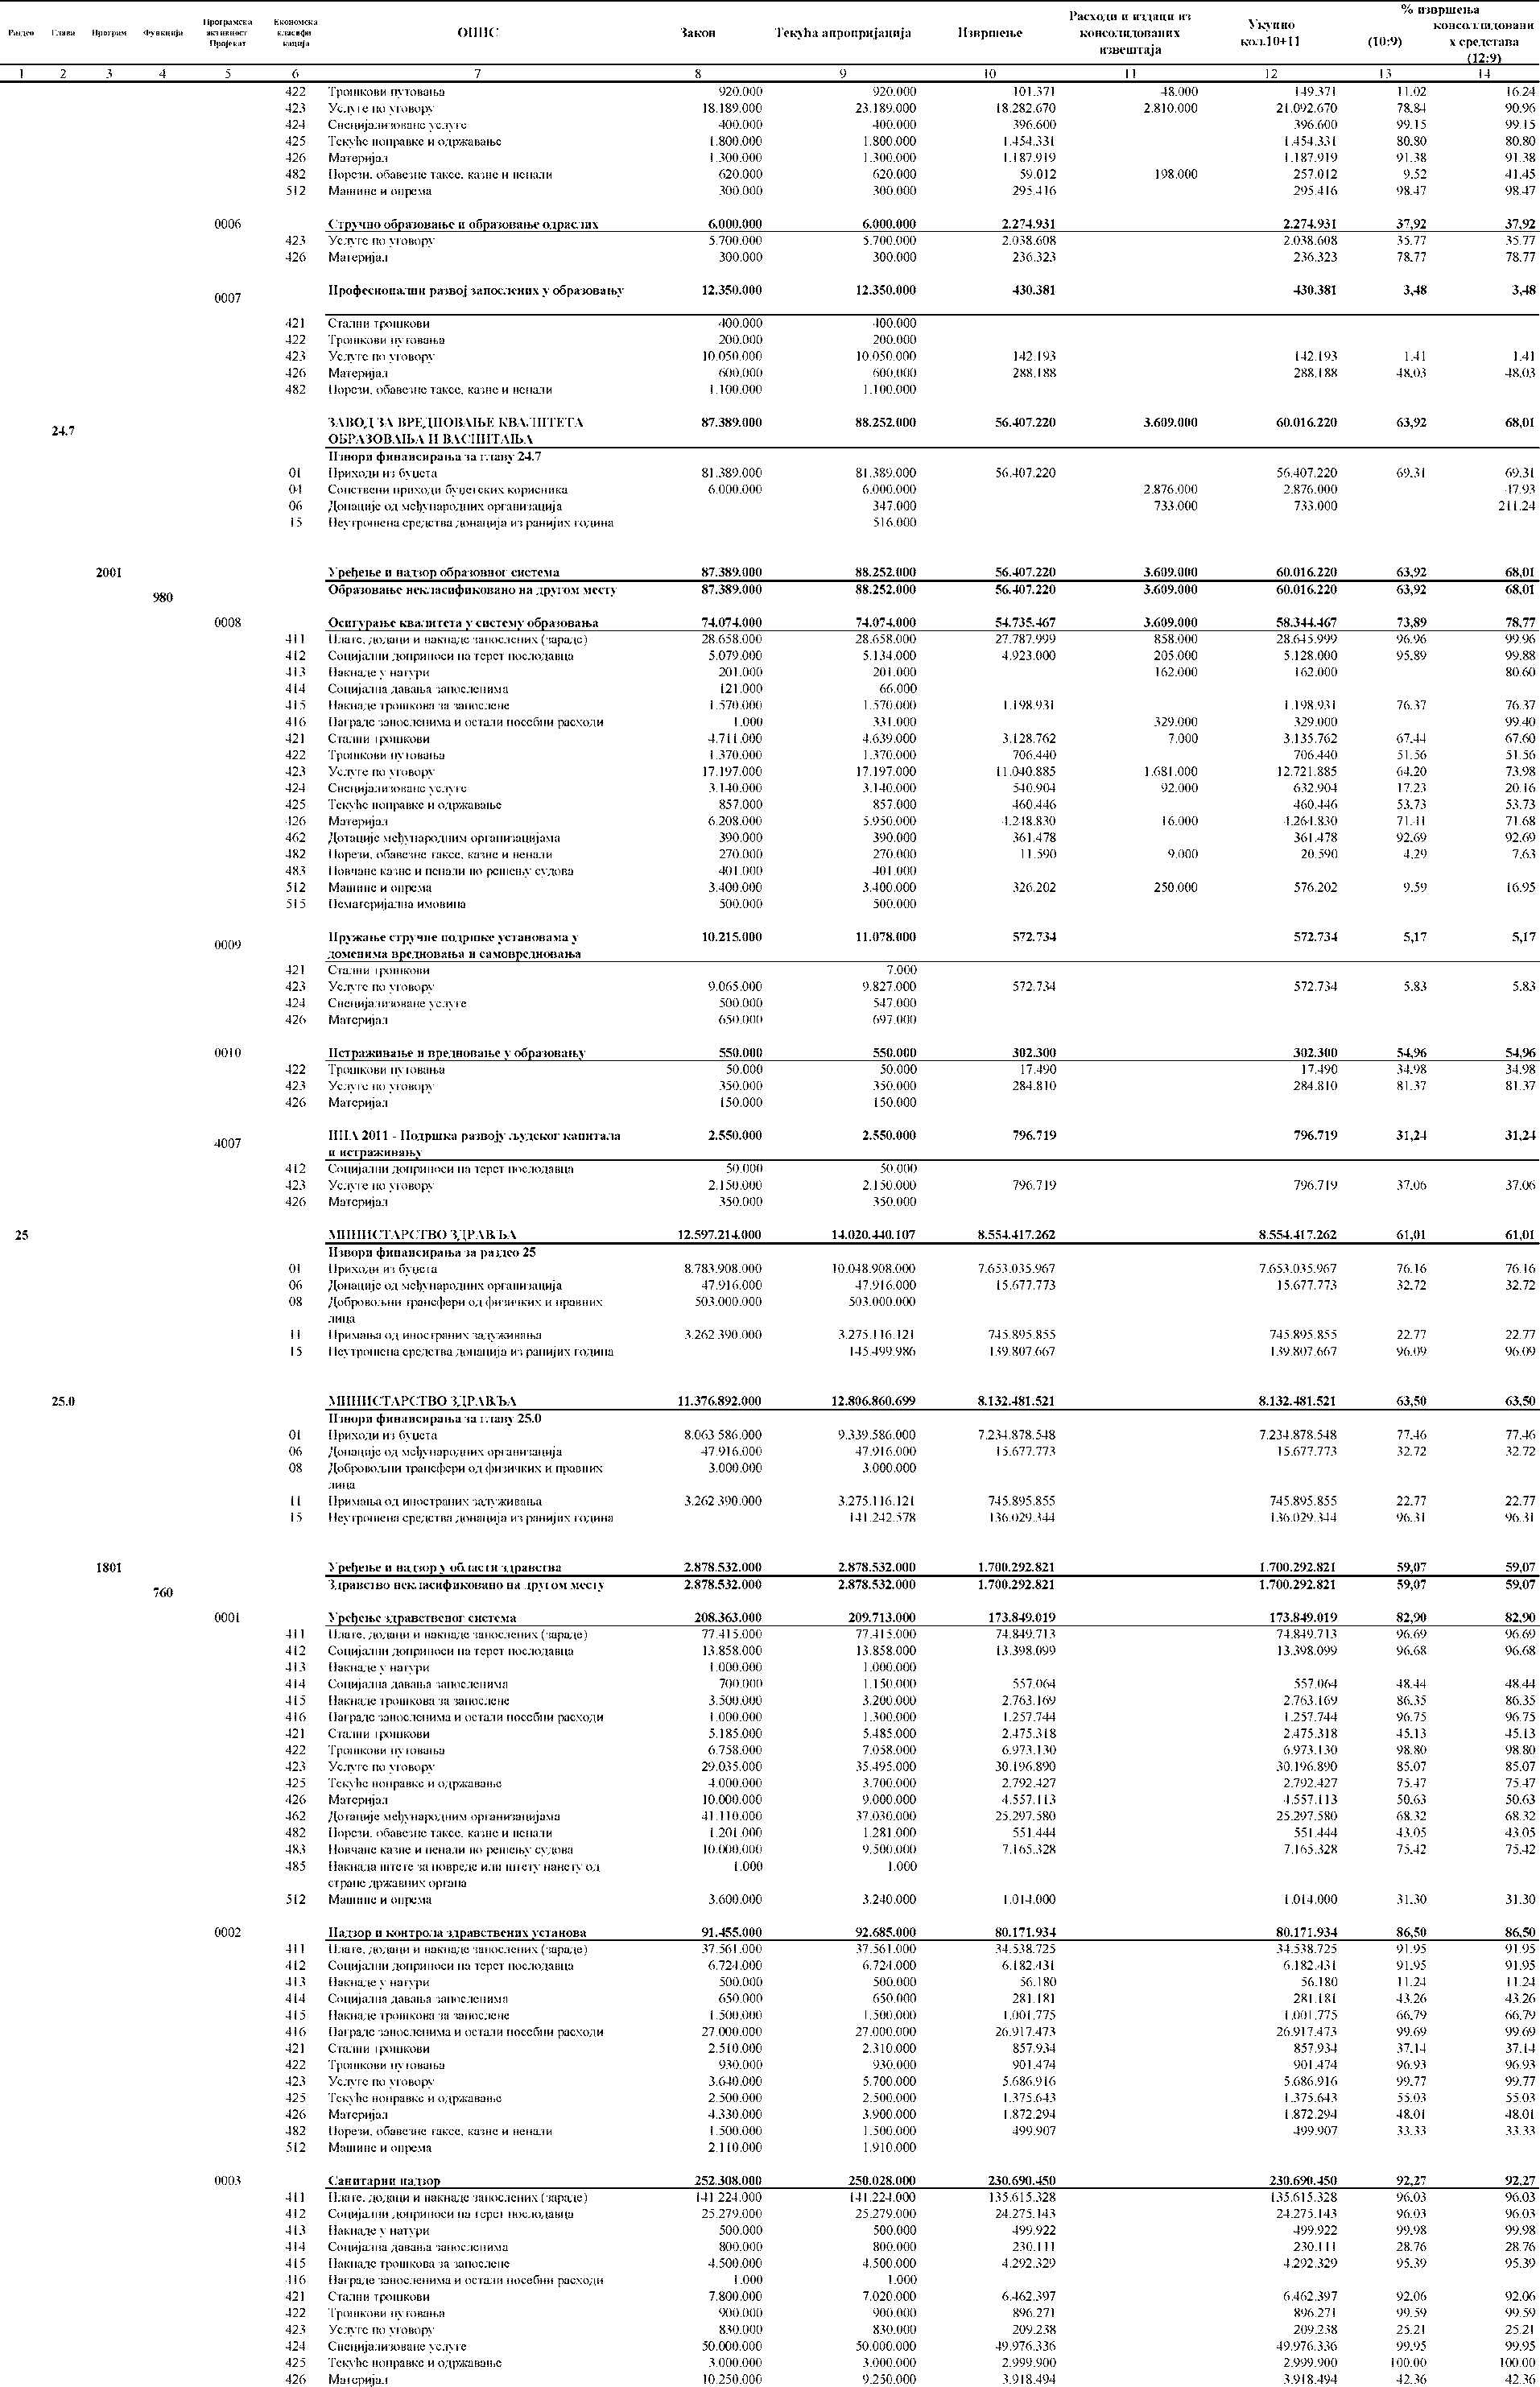 Раздео Глава Програм Функција Програмска активност Пројекат Економска класификација ОПИС Закон Текућа апропријација Извршење Расходи и издаци из консолидованих извештаја Укупно кол.10+11 % извршења (10:9) консолидованих средстава (12:9)
1 2 3 4 5 6 7 8 9 10 11 12 13 14
422 Трошкови путовања 920.000 920.000 101.371 48.000 149.371 11.02 16.24
423 Услуге по уговору 18.189.000 23.189.000 18.282.670 2.810.000 21.092.670 78.84 90.96
424 Специјализоване услуге 400.000 400.000 396.600 396.600 99.15 99.15
425 Текуће поправке и одржавање 1.800.000 1.800.000 1.454.331 1.454.331 80.80 80.80
426 Материјал 1.300.000 1.300.000 1.187.919 1.187.919 91.38 91.38
482 Порези, обавезне таксе, казне и пенали 620.000 620.000 59.012 198.000 257.012 9.52 41.45
512 Машине и опрема 300.000 300.000 295.416 295.416 98.47 98.47
0006 Стручно образовање и образовање одраслих 6.000.000 6.000.000 2.274.931 2.274.931 37,92 37,92
423 Услуге по уговору 5.700.000 5.700.000 2.038.608 2.038.608 35.77 35.77
426 Материјал 300.000 300.000 236.323 236.323 78.77 78.77
0007 Професионални развој запослених у образовању 12.350.000 12.350.000 430.381 430.381 3,48 3,48
421 Стални трошкови 400.000 400.000
422 Трошкови путовања 200.000 200.000
423 Услуге по уговору 10.050.000 10.050.000 142.193 142.193 1.41 1.41
426 Материјал 600.000 600.000 288.188 288.188 48.03 48.03
482 Порези, обавезне таксе, казне и пенали 1.100.000 1.100.000
24.7 ЗАВОД ЗА ВРЕДНОВАЊЕ КВАЛИТЕТА 87.389.000 88.252.000 56.407.220 3.609.000 60.016.220 63,92 68,01
ОБРАЗОВАЊА И ВАСПИТАЊА
Извори финансирања за главу 24.7
01 Приходи из буџета 81.389.000 81.389.000 56.407.220 56.407.220 69.31 69.31
04 Сопствени приходи буџетских корисника 6.000.000 6.000.000 2.876.000 2.876.000 47.93
06 Донације од међународних организација 347.000 733.000 733.000 211.24
15 Неутрошена средства донација из ранијих година 516.000
2001 Уређење и надзор образовног система 87.389.000 88.252.000 56.407.220 3.609.000 60.016.220 63,92 68,01
980 Образовање некласификовано на другом месту 87.389.000 88.252.000 56.407.220 3.609.000 60.016.220 63,92 68,01
0008 Осигурање квалитета у систему образовања 74.074.000 74.074.000 54.735.467 3.609.000 58.344.467 73,89 78,77
411 Плате, додаци и накнаде запослених (зараде) 28.658.000 28.658.000 27.787.999 858.000 28.645.999 96.96 99.96
412 Социјални доприноси на терет послодавца 5.079.000 5.134.000 4.923.000 205.000 5.128.000 95.89 99.88
413 Накнаде у натури 201.000 201.000 162.000 162.000 80.60
414 Социјална давања запосленима 121.000 66.000
415 Накнаде трошкова за запослене 1.570.000 1.570.000 1.198.931 1.198.931 76.37 76.37
416 Награде запосленима и остали посебни расходи 1.000 331.000 329.000 329.000 99.40
421 Стални трошкови 4.711.000 4.639.000 3.128.762 7.000 3.135.762 67.44 67.60
422 Трошкови путовања 1.370.000 1.370.000 706.440 706.440 51.56 51.56
423 Услуге по уговору 17.197.000 17.197.000 11.040.885 1.681.000 12.721.885 64.20 73.98
424 Специјализоване услуге 3.140.000 3.140.000 540.904 92.000 632.904 17.23 20.16
425 Текуће поправке и одржавање 857.000 857.000 460.446 460.446 53.73 53.73
426 Материјал 6.208.000 5.950.000 4.248.830 16.000 4.264.830 71.41 71.68
462 Дотације међународним организацијама 390.000 390.000 361.478 361.478 92.69 92.69
482 Порези, обавезне таксе, казне и пенали 270.000 270.000 11.590 9.000 20.590 4.29 7.63
483 Новчане казне и пенали по решењу судова 401.000 401.000
512 Машине и опрема 3.400.000 3.400.000 326.202 250.000 576.202 9.59 16.95
515 Нематеријална имовина 500.000 500.000
0009 Пружање стручне подршке установама у 10.215.000 11.078.000 572.734 572.734 5,17 5,17
доменима вредновања и самовредновања
421 Стални трошкови 7.000
423 Услуге по уговору 9.065.000 9.827.000 572.734 572.734 5.83 5.83
424 Специјализоване услуге 500.000 547.000
426 Материјал 650.000 697.000
0010 Истраживање и вредновање у образовању 550.000 550.000 302.300 302.300 54,96 54,96
422 Трошкови путовања 50.000 50.000 17.490 17.490 34.98 34.98
423 Услуге по уговору 350.000 350.000 284.810 284.810 81.37 81.37
426 Материјал 150.000 150.000
4007 ИПА 2011 - Подршка развоју људског капитала 2.550.000 2.550.000 796.719 796.719 31,24 31,24
и истраживању
412 Социјални доприноси на терет послодавца 50.000 50.000
423 Услуге по уговору 2.150.000 2.150.000 796.719 796.719 37.06 37.06
426 Материјал 350.000 350.000
25 МИНИСТАРСТВО ЗДРАВЉА 12.597.214.000 14.020.440.107 8.554.417.262 8.554.417.262 61,01 61,01
Извори финансирања за раздео 25
01 Приходи из буџета 8.783.908.000 10.048.908.000 7.653.035.967 7.653.035.967 76.16 76.16
06 Донације од међународних организација 47.916.000 47.916.000 15.677.773 15.677.773 32.72 32.72
08 Добровољни трансфери од физичких и правних 503.000.000 503.000.000
лица
11 Примања од иностраних задуживања 3.262.390.000 3.275.116.121 745.895.855 745.895.855 22.77 22.77
15 Неутрошена средства донација из ранијих година 145.499.986 139.807.667 139.807.667 96.09 96.09
25.0 МИНИСТАРСТВО ЗДРАВЉА 11.376.892.000 12.806.860.699 8.132.481.521 8.132.481.521 63,50 63,50
Извори финансирања за главу 25.0
01 Приходи из буџета 8.063.586.000 9.339.586.000 7.234.878.548 7.234.878.548 77.46 77.46
06 Донације од међународних организација 47.916.000 47.916.000 15.677.773 15.677.773 32.72 32.72
08 Добровољни трансфери од физичких и правних 3.000.000 3.000.000
лица
11 Примања од иностраних задуживања 3.262.390.000 3.275.116.121 745.895.855 745.895.855 22.77 22.77
15 Неутрошена средства донација из ранијих година 141.242.578 136.029.344 136.029.344 96.31 96.31
1801 Уређење и надзор у области здравства 2.878.532.000 2.878.532.000 1.700.292.821 1.700.292.821 59,07 59,07
760 Здравство некласификовано на другом месту 2.878.532.000 2.878.532.000 1.700.292.821 1.700.292.821 59,07 59,07
0001 Уређење здравственог система 208.363.000 209.713.000 173.849.019 173.849.019 82,90 82,90
411 Плате, додаци и накнаде запослених (зараде) 77.415.000 77.415.000 74.849.713 74.849.713 96.69 96.69
412 Социјални доприноси на терет послодавца 13.858.000 13.858.000 13.398.099 13.398.099 96.68 96.68
413 Накнаде у натури 1.000.000 1.000.000
414 Социјална давања запосленима 700.000 1.150.000 557.064 557.064 48.44 48.44
415 Накнаде трошкова за запослене 3.500.000 3.200.000 2.763.169 2.763.169 86.35 86.35
416 Награде запосленима и остали посебни расходи 1.000.000 1.300.000 1.257.744 1.257.744 96.75 96.75
421 Стални трошкови 5.185.000 5.485.000 2.475.318 2.475.318 45.13 45.13
422 Трошкови путовања 6.758.000 7.058.000 6.973.130 6.973.130 98.80 98.80
423 Услуге по уговору 29.035.000 35.495.000 30.196.890 30.196.890 85.07 85.07
425 Текуће поправке и одржавање 4.000.000 3.700.000 2.792.427 2.792.427 75.47 75.47
426 Материјал 10.000.000 9.000.000 4.557.113 4.557.113 50.63 50.63
462 Дотације међународним организацијама 41.110.000 37.030.000 25.297.580 25.297.580 68.32 68.32
482 Порези, обавезне таксе, казне и пенали 1.201.000 1.281.000 551.444 551.444 43.05 43.05
483 Новчане казне и пенали по решењу судова 10.000.000 9.500.000 7.165.328 7.165.328 75.42 75.42
485 Накнада штете за повреде или штету нанету од 1.000 1.000
стране државних органа
512 Машине и опрема 3.600.000 3.240.000 1.014.000 1.014.000 31.30 31.30
0002 Надзор и контрола здравствених установа 91.455.000 92.685.000 80.171.934 80.171.934 86,50 86,50
411 Плате, додаци и накнаде запослених (зараде) 37.561.000 37.561.000 34.538.725 34.538.725 91.95 91.95
412 Социјални доприноси на терет послодавца 6.724.000 6.724.000 6.182.431 6.182.431 91.95 91.95
413 Накнаде у натури 500.000 500.000 56.180 56.180 11.24 11.24
414 Социјална давања запосленима 650.000 650.000 281.181 281.181 43.26 43.26
415 Накнаде трошкова за запослене 1.500.000 1.500.000 1.001.775 1.001.775 66.79 66.79
416 Награде запосленима и остали посебни расходи 27.000.000 27.000.000 26.917.473 26.917.473 99.69 99.69
421 Стални трошкови 2.510.000 2.310.000 857.934 857.934 37.14 37.14
422 Трошкови путовања 930.000 930.000 901.474 901.474 96.93 96.93
423 Услуге по уговору 3.640.000 5.700.000 5.686.916 5.686.916 99.77 99.77
425 Текуће поправке и одржавање 2.500.000 2.500.000 1.375.643 1.375.643 55.03 55.03
426 Материјал 4.330.000 3.900.000 1.872.294 1.872.294 48.01 48.01
482 Порези, обавезне таксе, казне и пенали 1.500.000 1.500.000 499.907 499.907 33.33 33.33
512 Машине и опрема 2.110.000 1.910.000
0003 Санитарни надзор 252.308.000 250.028.000 230.690.450 230.690.450 92,27 92,27
411 Плате, додаци и накнаде запослених (зараде) 141.224.000 141.224.000 135.615.328 135.615.328 96.03 96.03
412 Социјални доприноси на терет послодавца 25.279.000 25.279.000 24.275.143 24.275.143 96.03 96.03
413 Накнаде у натури 500.000 500.000 499.922 499.922 99.98 99.98
414 Социјална давања запосленима 800.000 800.000 230.111 230.111 28.76 28.76
415 Накнаде трошкова за запослене 4.500.000 4.500.000 4.292.329 4.292.329 95.39 95.39
416 Награде запосленима и остали посебни расходи 1.000 1.000
421 Стални трошкови 7.800.000 7.020.000 6.462.397 6.462.397 92.06 92.06
422 Трошкови путовања 900.000 900.000 896.271 896.271 99.59 99.59
423 Услуге по уговору 830.000 830.000 209.238 209.238 25.21 25.21
424 Специјализоване услуге 50.000.000 50.000.000 49.976.336 49.976.336 99.95 99.95
425 Текуће поправке и одржавање 3.000.000 3.000.000 2.999.900 2.999.900 100.00 100.00
426 Материјал 10.250.000 9.250.000 3.918.494 3.918.494 42.36 42.36